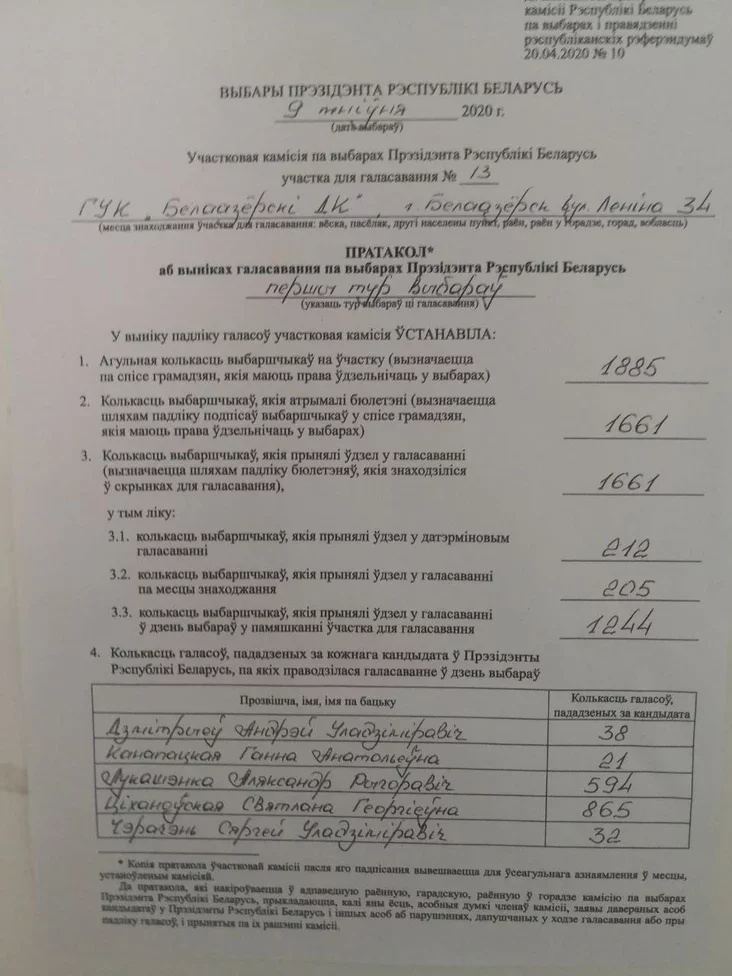 камісіі Рэспублікі Беларусь
па выбарах і правядзенні
рэспубліканскіх рэферэндумаў
20.04.2020 № 10
ВЫБАРЫ ПРЭЗІДЭНТА РЭСПУБЛІКІ БЕЛАРУСЬ
9 жніўня 2020 г.
(дата выбараў)
Участковая камісія па выбарах Прэзідэнта Рэспублікі Беларусь
участка для галасавання № 13
ГУК „Белаазёрскі ДК", г. Белаазёрск вул. Леніна 34
(месца знаходжання ўчастка для галасавання: вёска, пасёлак, другі населены пункт, раён, раён у горадзе, горад, вобласць)
ПРАТАКОЛ*
аб выніках галасавання па выбарах Прэзідэнта Рэспублікі Беларусь
першы тур выбараў
(указаць тур выбараў ці галасавання)
У выніку падліку галасоў участковая камісія ЎСТАНАВІЛА:
1. Агульная колькасць выбаршчыкаў на ўчастку (вызначаецца
па спісе грамадзян, якія маюць права ўдзельнічаць у выбарах) 1885
2. Колькасць выбаршчыкаў, якія атрымалі бюлетэні (вызначаецца
шляхам падліку подпісаў выбаршчыкаў у спісе грамадзян,
якія маюць права ўдзельнічаць у выбарах) 1661
3. Колькасць выбаршчыкаў, якія прынялі ўдзел у галасаванні
(вызначаецца шляхам падліку бюлетэняў, якія знаходзіліся
ў скрынках для галасавання), 1661
у тым ліку:
3.1. колькасць выбаршчыкаў, якія прынялі ўдзел у датэрміновым
галасаванні 212
3.2. колькасць выбаршчыкаў, якія прынялі ўдзел у галасаванні
па месцы знаходжання 205
3.3. колькасць выбаршчыкаў, якія прынялі ўдзел у галасаванні
ў дзень выбараў у памяшканні ўчастка для галасавання 1244
4. Колькасць галасоў, пададзеных за кожнага кандыдата ў Прэзідэнты
Рэспублікі Беларусь, па якіх праводзілася галасаванне ў дзень выбараў
Прозвішча, імя, імя па бацьку Колькасць галасоў,
пададзеных за кандыдата
Дзмітрыеў Андрэй Уладзіміравіч 38
Канапацкая Ганна Анатольеўна 21
Лукашэнка Аляксандр Рыгоравіч 594
Ціханоўская Святлана Георгіеўна 865
Чэрачэнь Сяргей Уладзіміравіч 32
* Копія пратакола ўчастковай камісіі пасля яго падпісання вывешваецца для ўсеагульнага азнаямлення ў месцы,
устаноўленым камісіяй.
Да пратакола, які накіроўваецца ў адпаведную раённую, гарадскую, раённую ў горадзе камісію па выбарах
Прэзідэнта Рэспублікі Беларусь, прыкладаюцца, калі яны ёсць, асобныя думкі членаў камісіі, заявы давераных асоб
кандыдатаў у Прэзідэнты Рэспублікі Беларусь і іншых асоб аб парушэннях, дапушчаных у ходзе галасавання або пры
падліку галасоў, і прынятыя па іх рашэнні камісіі.